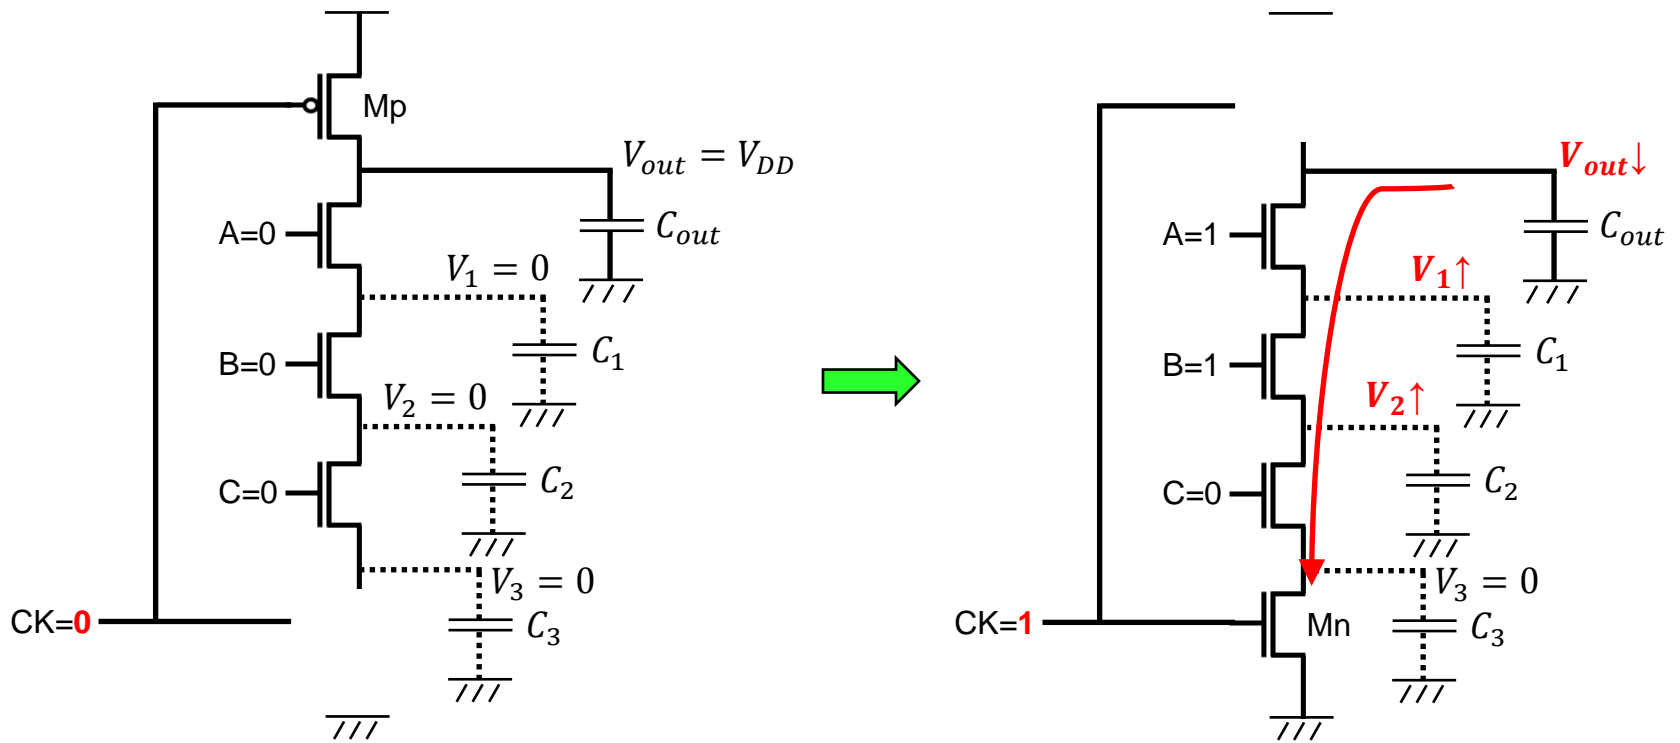 Mp
V_out = V_DD
C_out
A=0
V_1 = 0
C_1
B=0
V_2 = 0
C_2
C=0
V_3 = 0
C_3
CK=0
V_out↓
C_out
A=1
V_1↑
C_1
B=1
V_2↑
C_2
C=0
V_3 = 0
C_3
CK=1
Mn